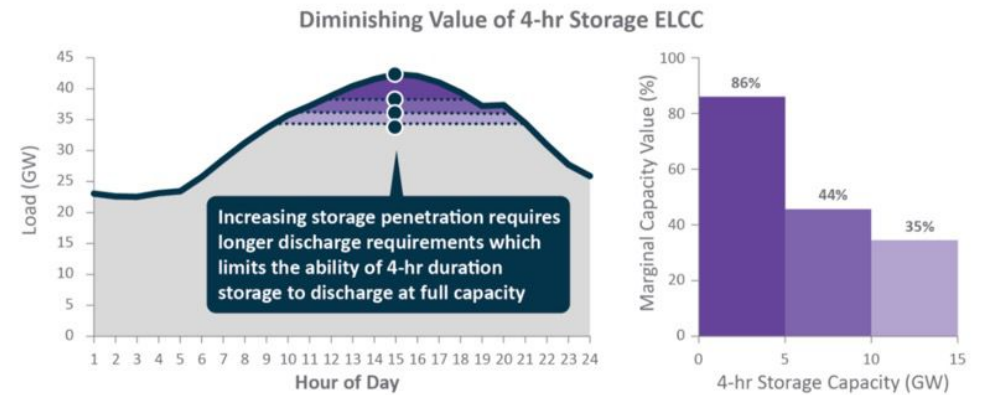 Diminishing Value of 4-hr Storage ELCC
45
40
35
30
25
20
15
10
5
0
Load (GW)
Increasing storage penetration requires
longer discharge requirements which
limits the ability of 4-hr duration
storage to discharge at full capacity
1 2 3 4 5 6 7 8 9 10 11 12 13 14 15 16 17 18 19 20 21 22 23 24
Hour of Day
100
80
60
40
20
0
Marginal Capacity Value (%)
86%
44%
35%
0 5 10 15
4-hr Storage Capacity (GW)